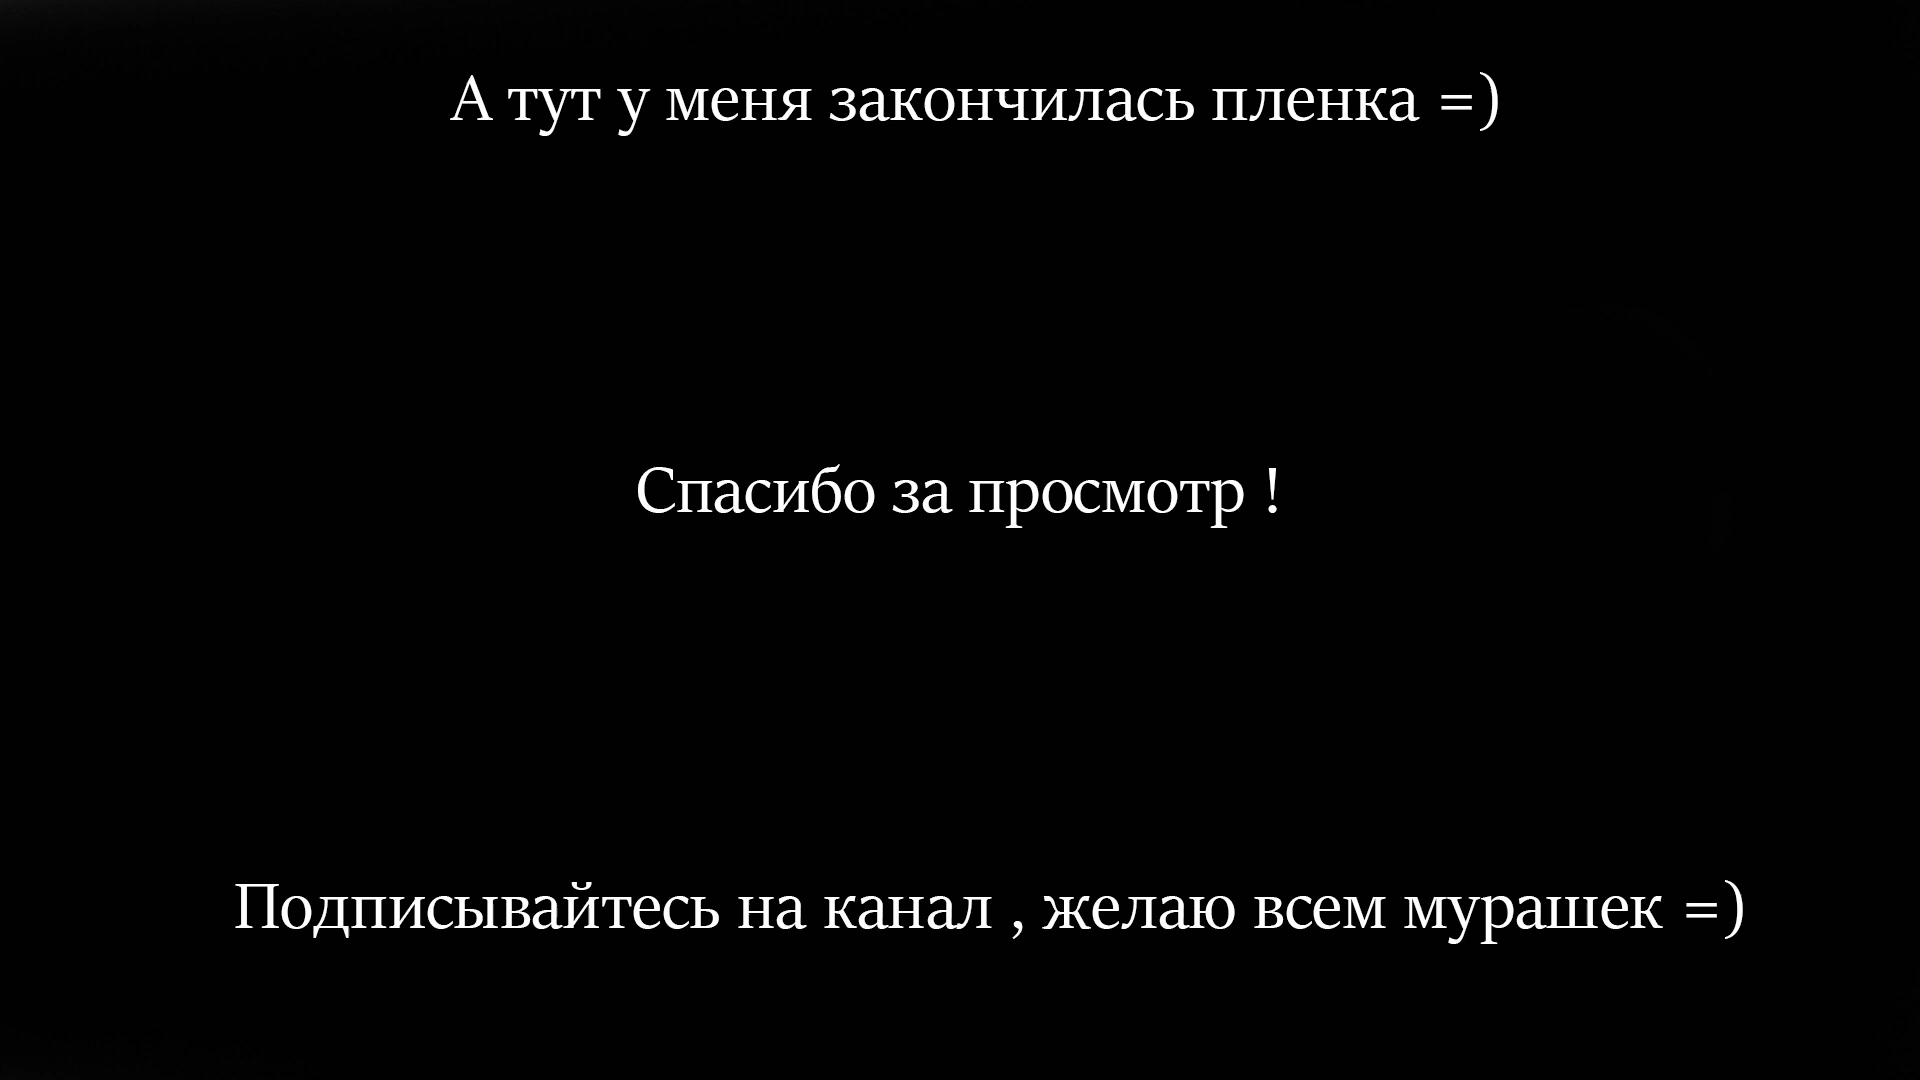 А тут у меня закончилась пленка =)
Спасибо за просмотр !
Подписывайтесь на канал , желаю всем мурашек =)